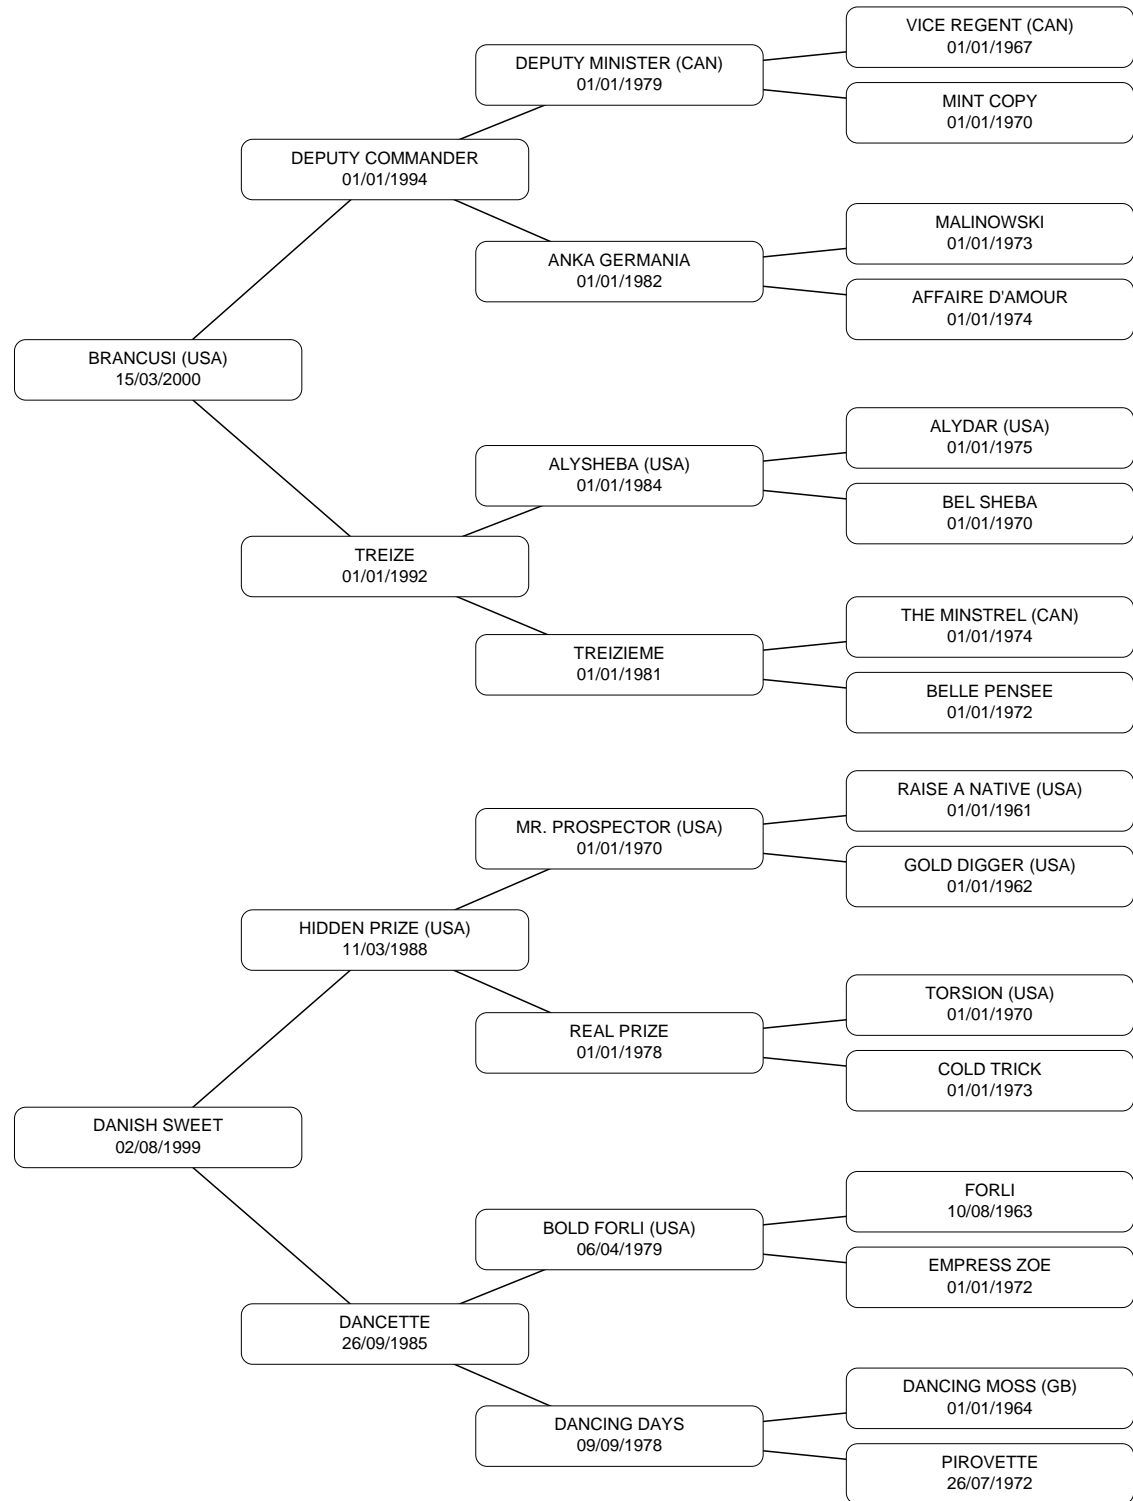 VICE REGENT (CAN)
01/01/1967
DEPUTY MINISTER (CAN)
01/01/1979
MINT COPY
01/01/1970
DEPUTY COMMANDER
01/01/1994
MALINOWSKI
01/01/1973
ANKA GERMANIA
01/01/1982
AFFAIRE D'AMOUR
01/01/1974
BRANCUSI (USA)
15/03/2000
ALYDAR (USA)
01/01/1975
ALYSHEBA (USA)
01/01/1984
BEL SHEBA
01/01/1970
TREIZE
01/01/1992
THE MINSTREL (CAN)
01/01/1974
TREIZIEME
01/01/1981
BELLE PENSEE
01/01/1972
RAISE A NATIVE (USA)
01/01/1961
MR. PROSPECTOR (USA)
01/01/1970
GOLD DIGGER (USA)
01/01/1962
HIDDEN PRIZE (USA)
11/03/1988
TORSION (USA)
01/01/1970
REAL PRIZE
01/01/1978
COLD TRICK
01/01/1973
DANISH SWEET
02/08/1999
FORLI
10/08/1963
BOLD FORLI (USA)
06/04/1979
EMPRESS ZOE
01/01/1972
DANCETTE
26/09/1985
DANCING MOSS (GB)
01/01/1964
DANCING DAYS
09/09/1978
PIROVETTE
26/07/1972